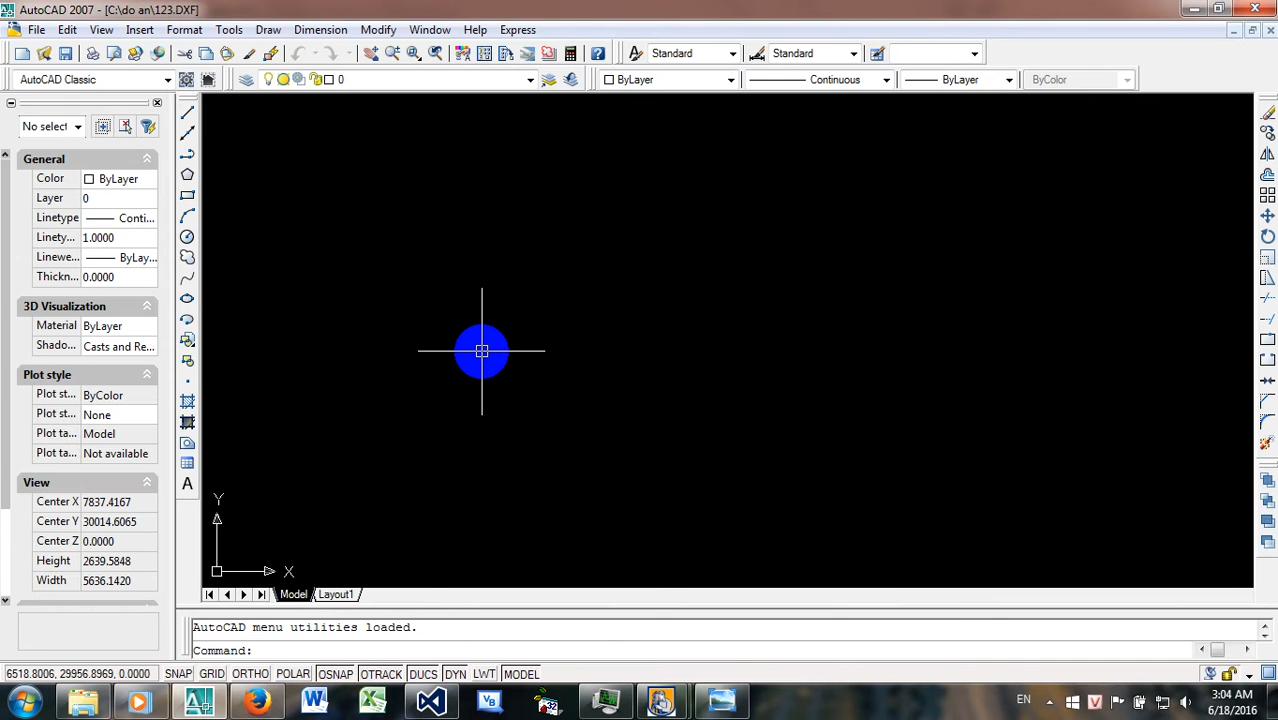 AutoCAD 2007 - [C:\do an\123.DXF]
File Edit View Insert Format Tools Draw Dimension Modify Window Help Express
Standard Standard
AutoCAD Classic 0 ByLayer Continuous ByLayer ByColor
No select
General
Color ByLayer
Layer 0
Linetype Conti...
Linety... 1.0000
Linewe... ByLay...
Thickn... 0.0000
3D Visualization
Material ByLayer
Shado... Casts and Re...
Plot style
Plot st... ByColor
Plot st... None
Plot ta... Model
Plot ta... Not available
View
Center X 7837.4167
Center Y 30014.6065
Center Z 0.0000
Height 2639.5848
Width 5636.1420
A
Y
X
Model Layout1
AutoCAD menu utilities loaded.
Command:
6518.8006, 29956.8969, 0.0000 SNAP GRID ORTHO POLAR OSNAP OTRACK DUCS DYN LWT MODEL
EN 3:04 AM
6/18/2016